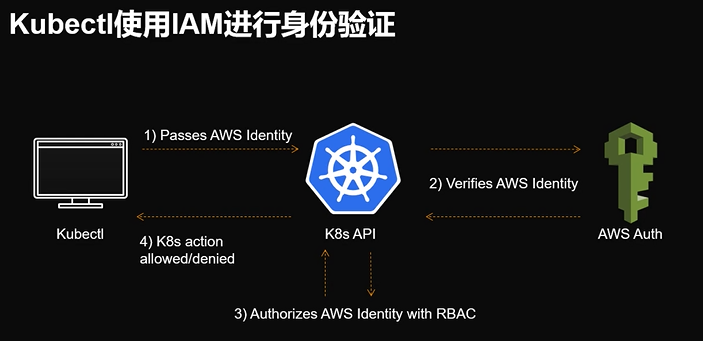 Kubectl使用IAM进行身份验证
1) Passes AWS Identity
2) Verifies AWS Identity
Kubectl
K8s API
AWS Auth
4) K8s action
allowed/denied
3) Authorizes AWS Identity with RBAC